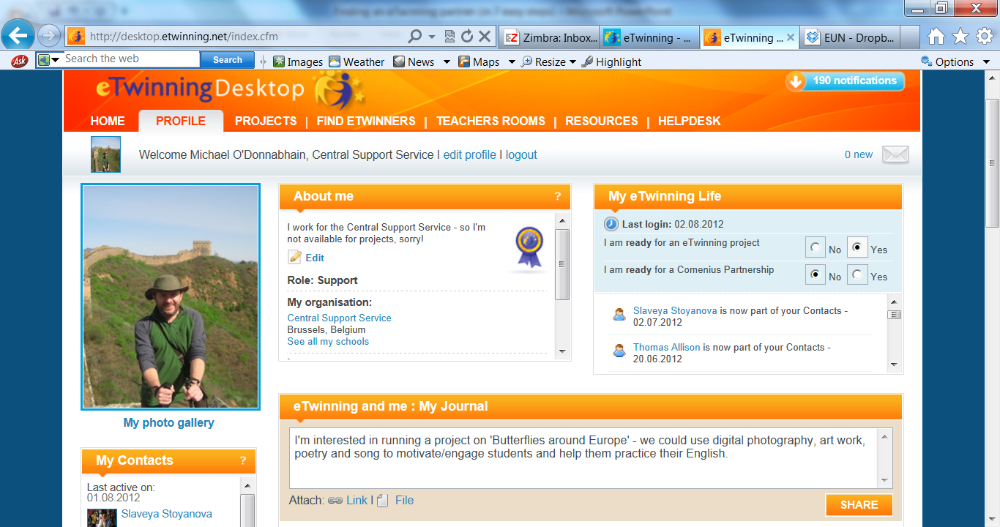 Finding an eTwinning partner (in 7 easy steps) - Microsoft PowerPoint
http://desktop.etwinning.net/index.cfm
Zimbra: Inbox...
eTwinning - ...
eTwinning ...
EUN - Dropb...
Ask
Search the web
Search
Images
Weather
News
Maps
Resize
Highlight
Options
eTwinning Desktop
190 notifications
HOME
PROFILE
PROJECTS
FIND ETWINNERS
TEACHERS ROOMS
RESOURCES
HELPDESK
Welcome Michael O'Donnabhain, Central Support Service I edit profile I logout
0 new
My photo gallery
My Contacts ?
Last active on:
01.08.2012
Slaveya Stoyanova
About me ?
I work for the Central Support Service - so I'm
not available for projects, sorry!
Edit
Role: Support
My organisation:
Central Support Service
Brussels, Belgium
See all my schools
My eTwinning Life
Last login: 02.08.2012
I am ready for an eTwinning project No Yes
I am ready for a Comenius Partnership No Yes
Slaveya Stoyanova is now part of your Contacts -
02.07.2012
Thomas Allison is now part of your Contacts -
20.06.2012
eTwinning and me : My Journal
I'm interested in running a project on 'Butterflies around Europe' - we could use digital photography, art work,
poetry and song to motivate/engage students and help them practice their English.
Attach: Link I File
SHARE